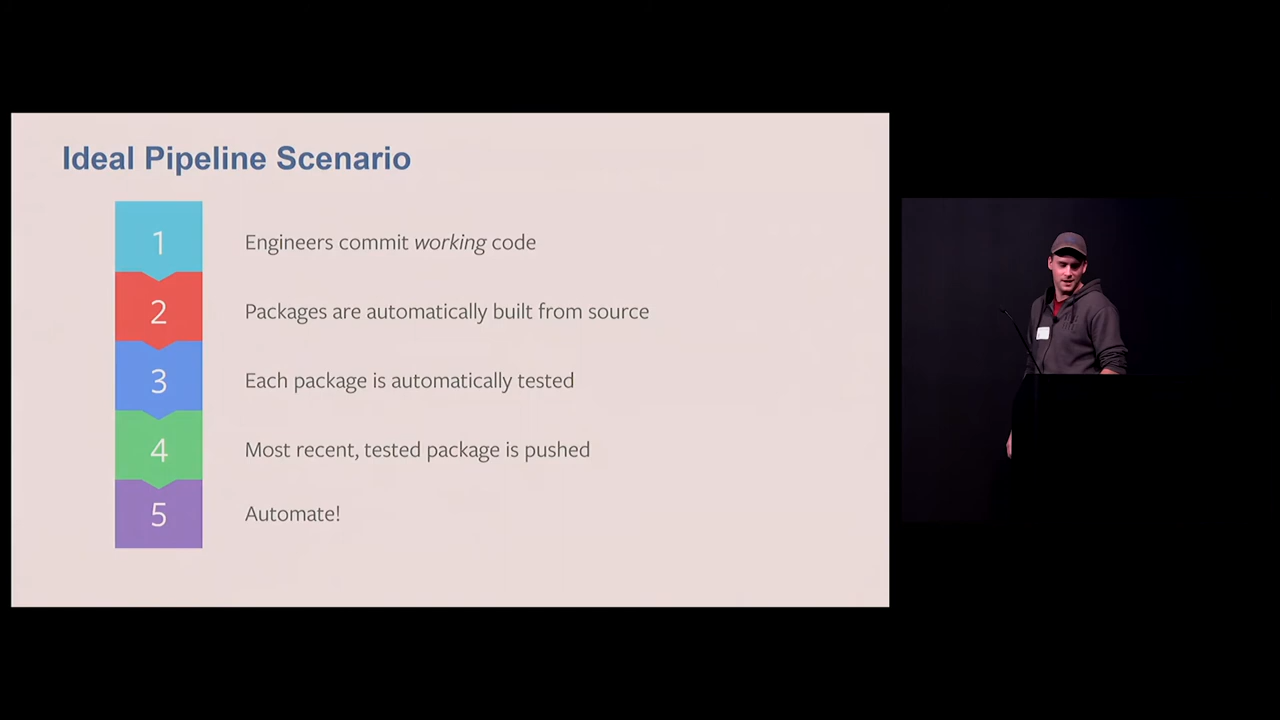 Ideal Pipeline Scenario
1 Engineers commit working code
2 Packages are automatically built from source
3 Each package is automatically tested
4 Most recent, tested package is pushed
5 Automate!